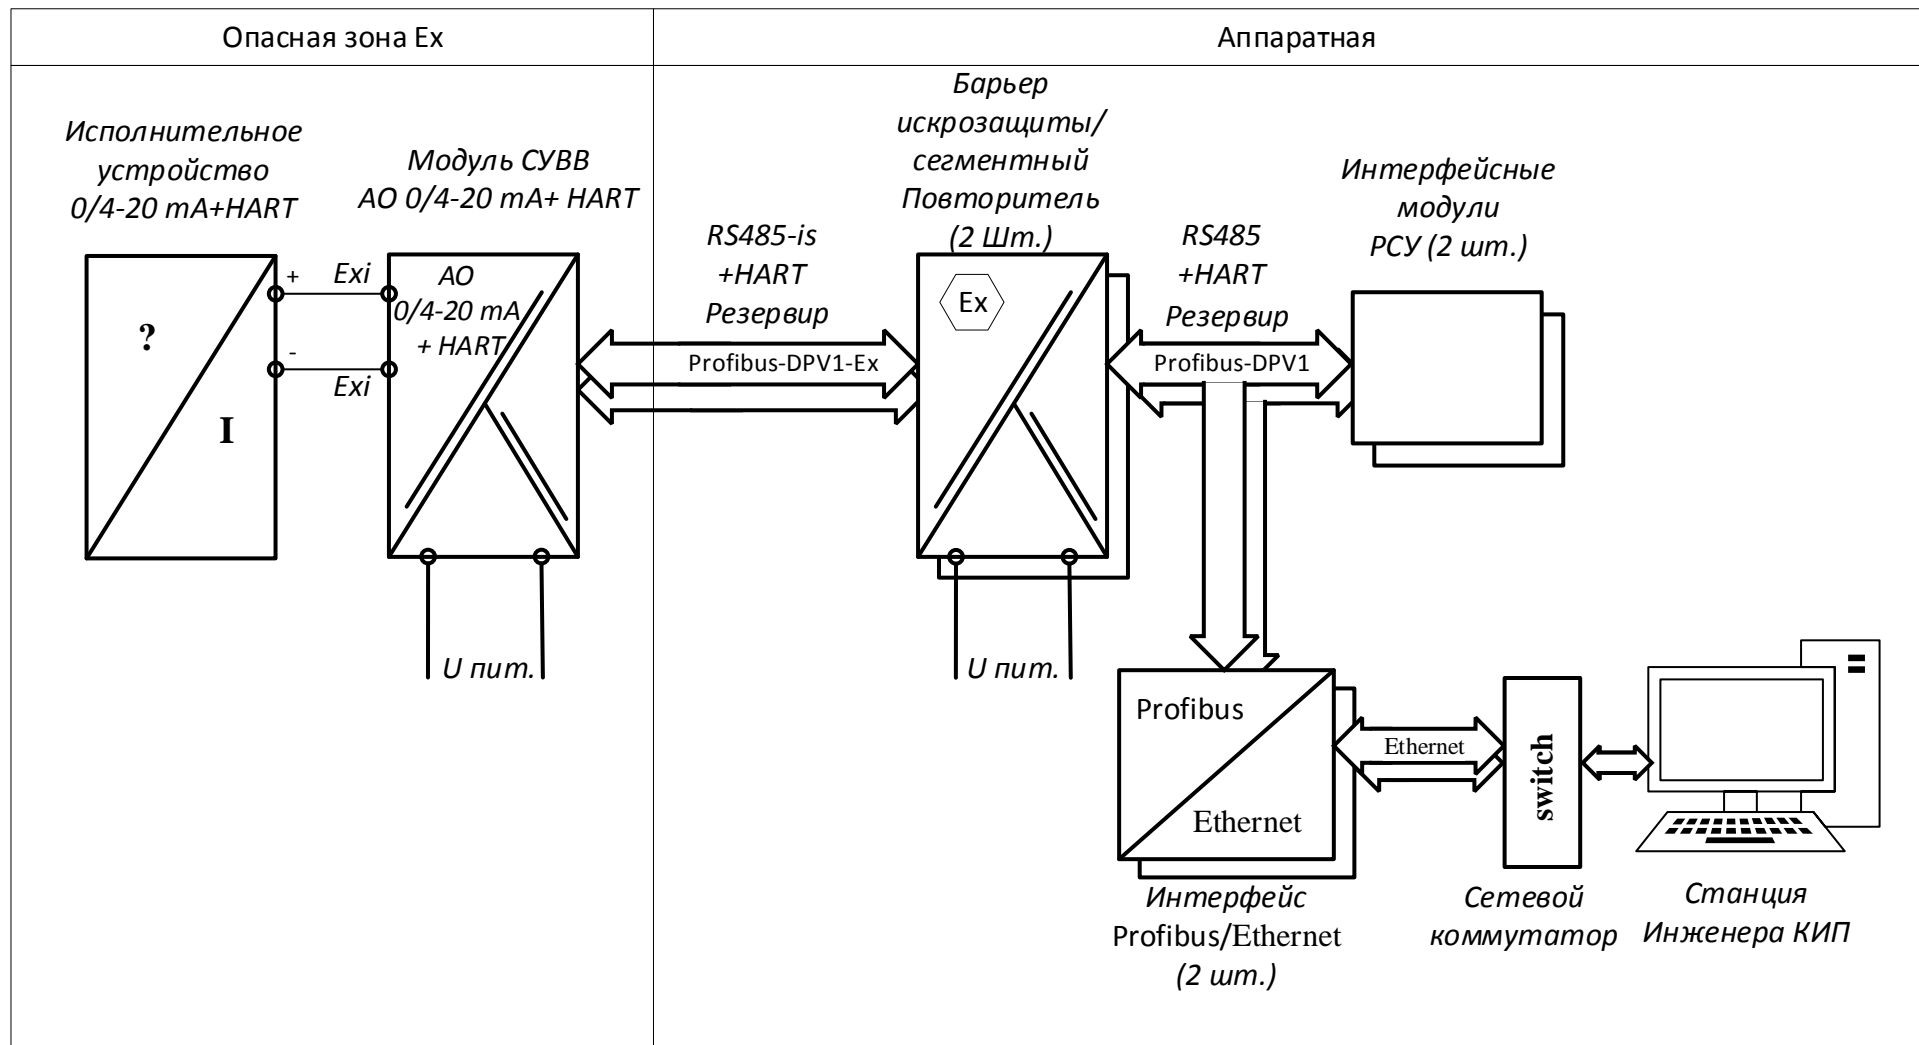 Опасная зона Ex
Аппаратная
Исполнительное
устройство
0/4-20 mA+HART
Модуль СУВВ
АО 0/4-20 mA+ HART
RS485-is
+HART
Резервир
Барьер
искрозащиты/
сегментный
Повторитель
(2 Шт.)
RS485
+HART
Резервир
Интерфейсные
модули
РСУ (2 шт.)
?
I
+
Exi
-
Exi
АО
0/4-20 mA
+ HART
Profibus-DPV1-Ex
Ex
Profibus-DPV1
U пит.
U пит.
Profibus
Ethernet
Ethernet
switch
Интерфейс
Profibus/Ethernet
(2 шт.)
Сетевой
коммутатор
Станция
Инженера КИП